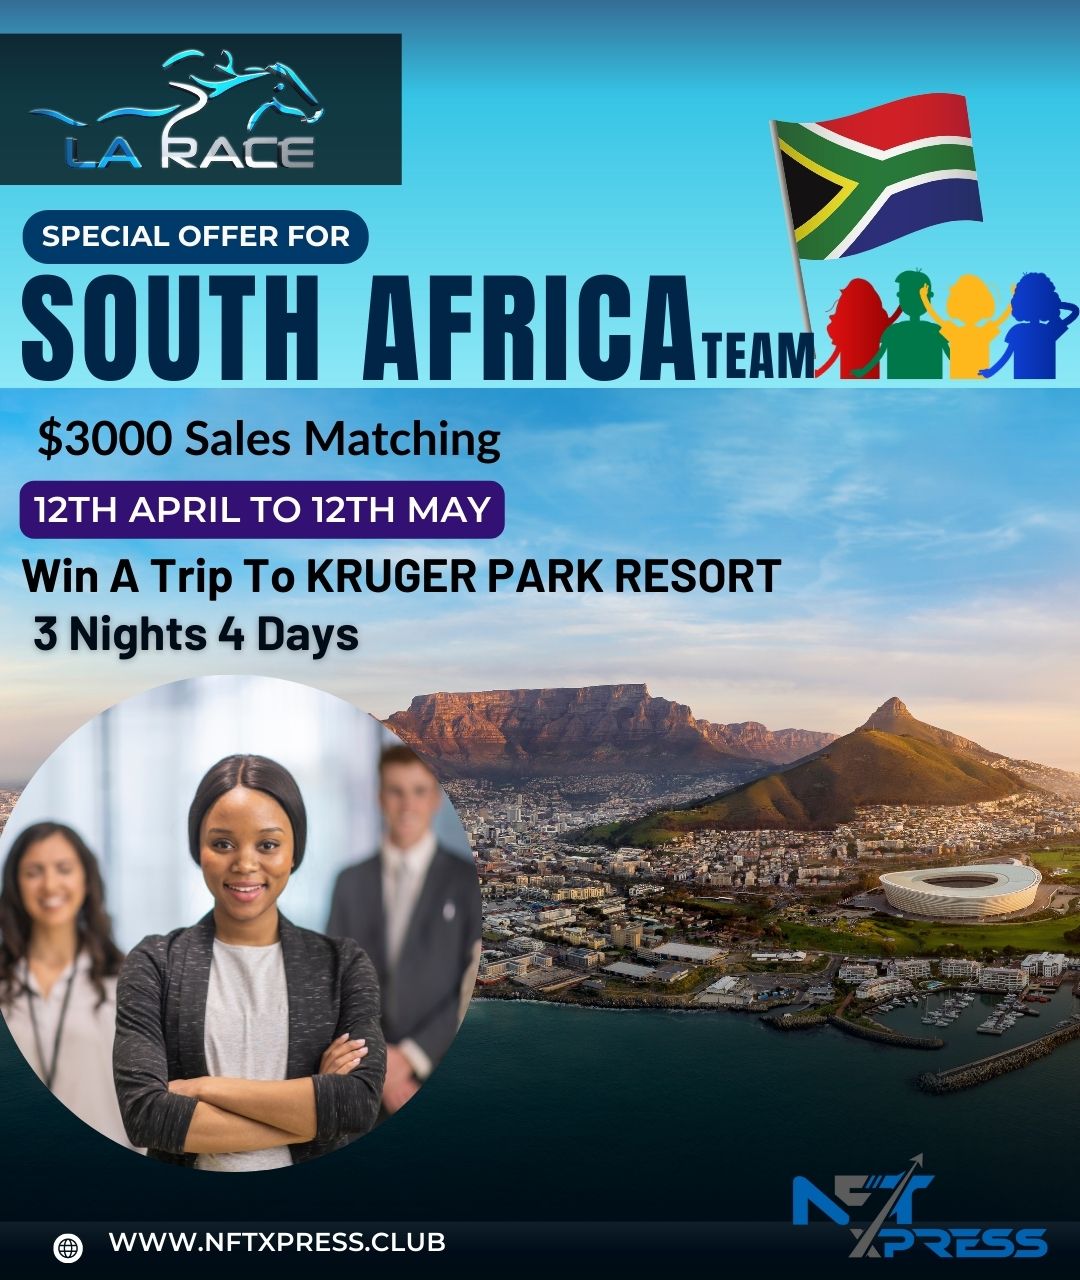 LA RACE
SPECIAL OFFER FOR
SOUTH AFRICA TEAM
$3000 Sales Matching
12TH APRIL TO 12TH MAY
Win A Trip To KRUGER PARK RESORT
3 Nights 4 Days
NFT
XPRESS
WWW.NFTXPRESS.CLUB